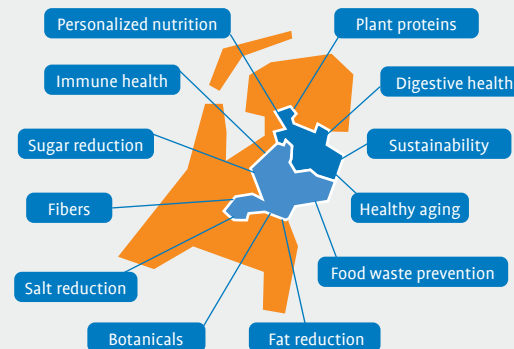 Personalized nutrition
Plant proteins
Immune health
Digestive health
Sugar reduction
Sustainability
Fibers
Healthy aging
Food waste prevention
Salt reduction
Botanicals
Fat reduction